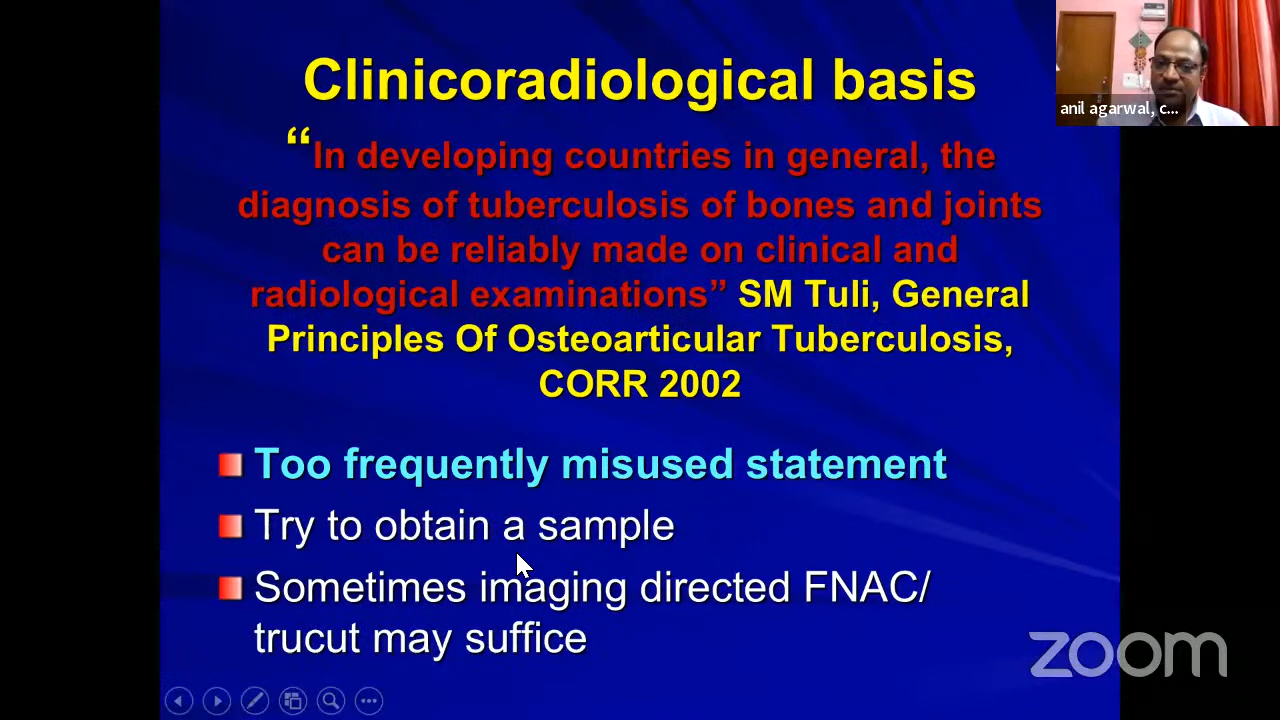 Clinicoradiological basis
“In developing countries in general, the
diagnosis of tuberculosis of bones and joints
can be reliably made on clinical and
radiological examinations” SM Tuli, General
Principles Of Osteoarticular Tuberculosis,
CORR 2002
Too frequently misused statement
Try to obtain a sample
Sometimes imaging directed FNAC/
trucut may suffice
anil agarwal, c...
zoom